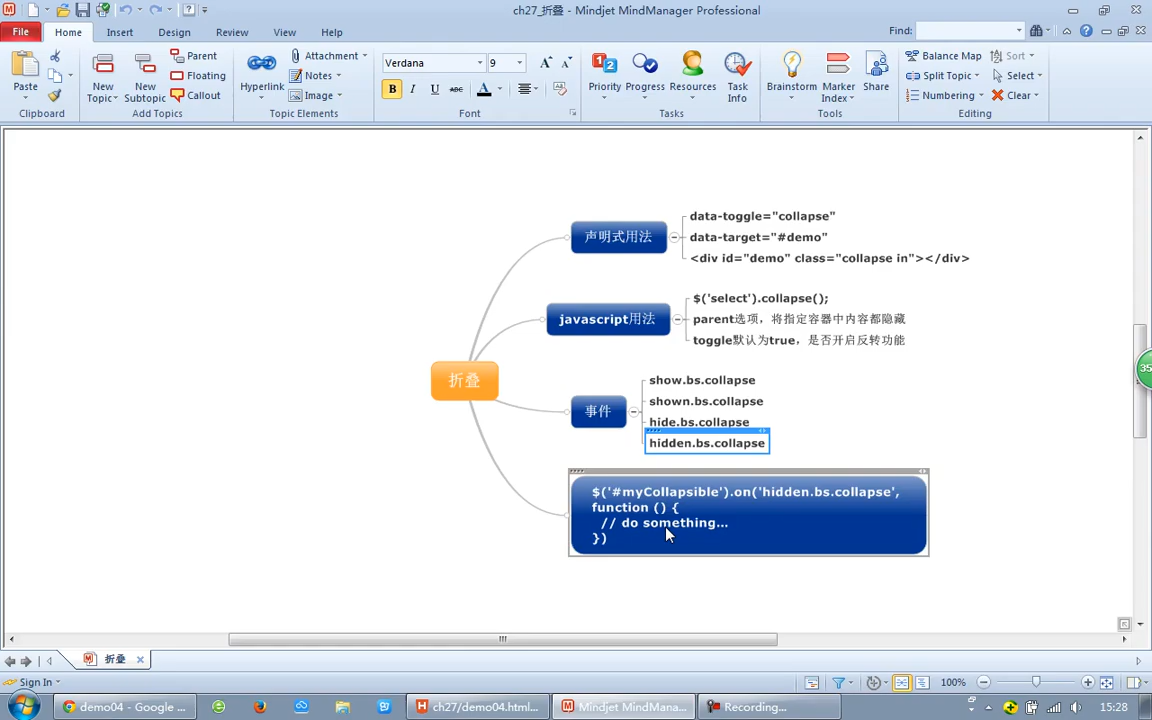 ch27_折叠 - Mindjet MindManager Professional
File Home Insert Design Review View Help Find:
Paste
New Topic
New Subtopic
Parent
Floating
Callout
Hyperlink
Attachment
Notes
Image
Verdana 9
B I U abc A
Priority Progress Resources Task Info
Brainstorm Marker Index Share
Balance Map Sort
Split Topic Select
Numbering Clear
Clipboard Add Topics Topic Elements Font Tasks Tools Editing
声明式用法
data-toggle="collapse"
data-target="#demo"
<div id="demo" class="collapse in"></div>
javascript用法
$('select').collapse();
parent选项，将指定容器中内容都隐藏
toggle默认为true，是否开启反转功能
35
折叠
事件
show.bs.collapse
shown.bs.collapse
hide.bs.collapse
hidden.bs.collapse
$('#myCollapsible').on('hidden.bs.collapse',
function () {
// do something...
})
折叠
Sign In 100%
demo04 - Google ... ch27/demo04.html... Mindjet MindMana... Recording... 15:28